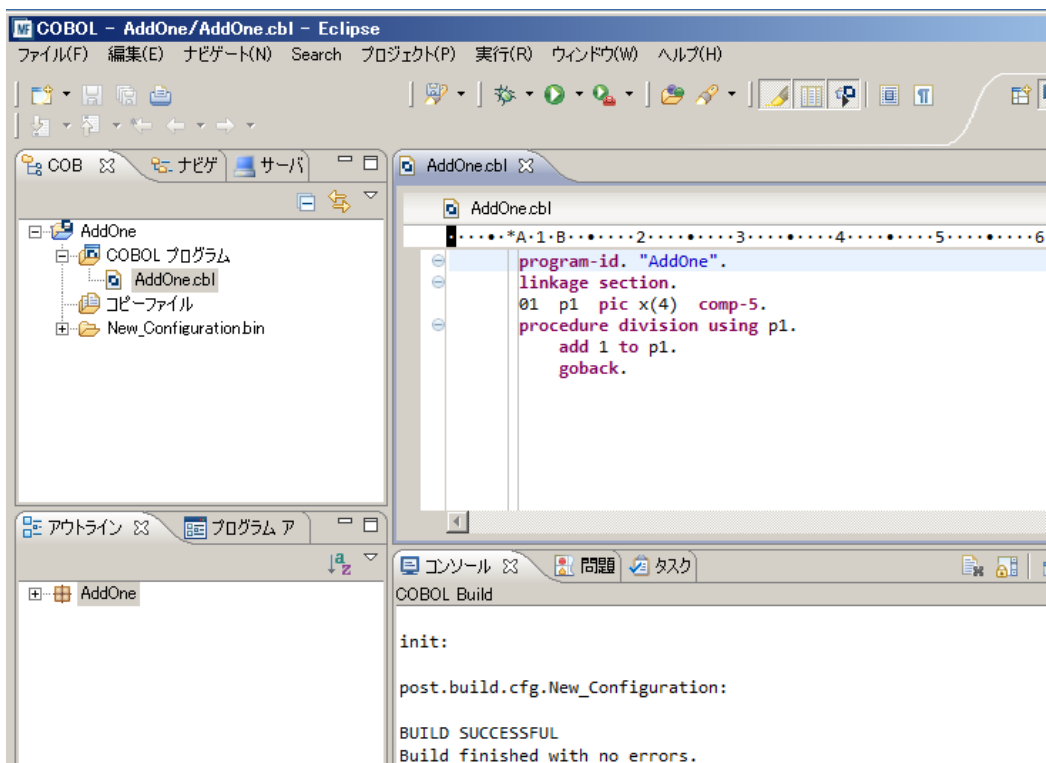 COBOL - AddOne/AddOne.cbl - Eclipse
ファイル(F) 編集(E) ナビゲート(N) Search プロジェクト(P) 実行(R) ウィンドウ(W) ヘルプ(H)
COB ナビゲ サーバ
AddOne
COBOL プログラム
AddOne.cbl
コピーファイル
New_Configuration.bin
AddOne.cbl
AddOne.cbl
*A·1·B··•····2····•····3····•····4····•····5····•····6
program-id. "AddOne".
linkage section.
01 p1 pic x(4) comp-5.
procedure division using p1.
add 1 to p1.
goback.
アウトライン プログラム ア
AddOne
コンソール 問題 タスク
COBOL Build
init:
post.build.cfg.New_Configuration:
BUILD SUCCESSFUL
Build finished with no errors.